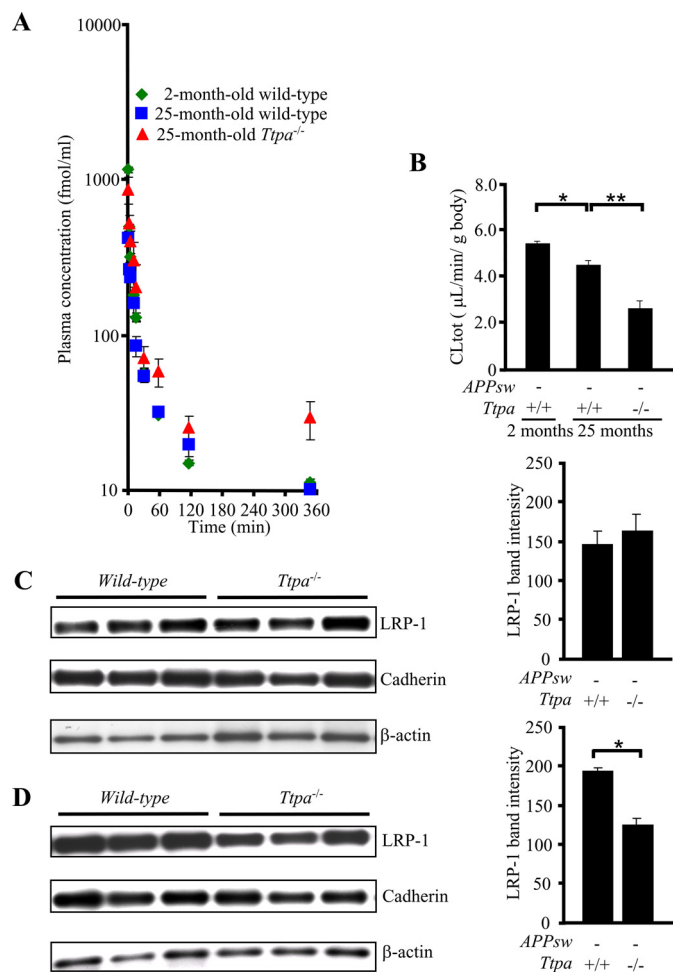 A
10000
1000
100
10
Plasma concentration (fmol/ml)
2-month-old wild-type
25-month-old wild-type
25-month-old Ttpa-/-
0 60 120 180 240 300 360
Time (min)
B
8.0
6.0
4.0
2.0
0
CLtot ( μL/min/ g body)
* **
APPsw - - -
Ttpa +/+ +/+ -/-
2 months 25 months
C
Wild-type Ttpa-/-
LRP-1
Cadherin
β-actin
250
200
150
100
50
0
LRP-1 band intensity
APPsw - -
Ttpa +/+ -/-
D
Wild-type Ttpa-/-
LRP-1
Cadherin
β-actin
250
200
150
100
50
0
LRP-1 band intensity
*
APPsw - -
Ttpa +/+ -/-